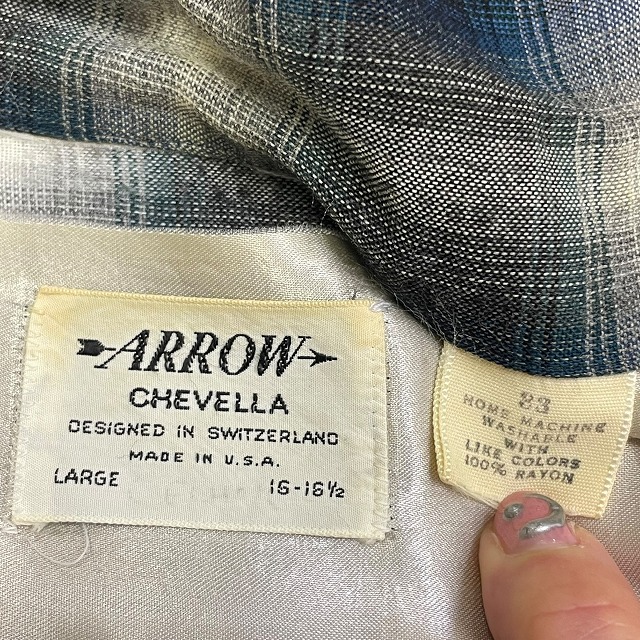 ARROW
CHEVELLA
DESIGNED IN SWITZERLAND
MADE IN U.S.A.
LARGE 16-16½
23
HOME MACHINE
WASHABLE
WITH
LIKE COLORS
100% RAYON